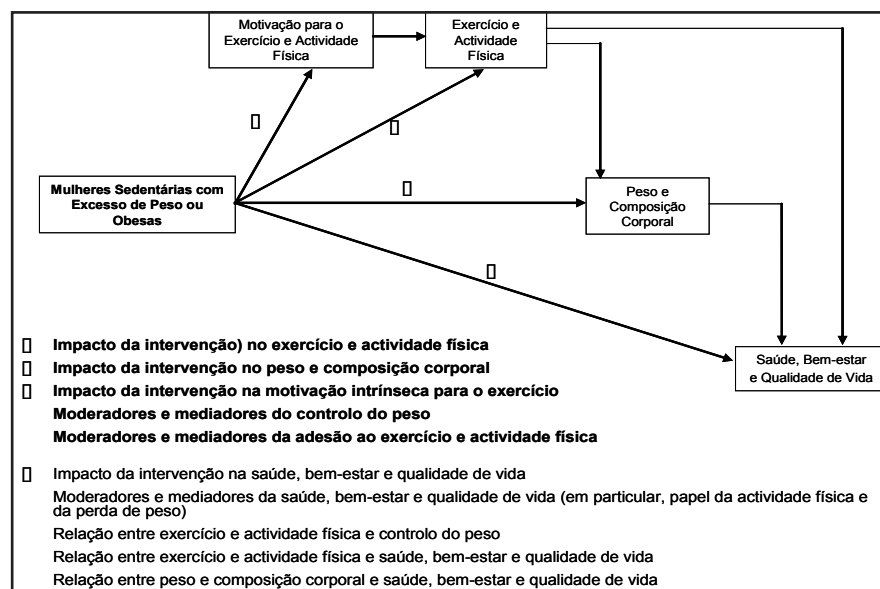 Motivação para o
Exercício e Actividade
Física
Exercício e
Actividade
Física
Mulheres Sedentárias com
Excesso de Peso ou
Obesas
Peso e
Composição
Corporal
Saúde, Bem-estar
e Qualidade de Vida
Impacto da intervenção) no exercício e actividade física
Impacto da intervenção no peso e composição corporal
Impacto da intervenção na motivação intrínseca para o exercício
Moderadores e mediadores do controlo do peso
Moderadores e mediadores da adesão ao exercício e actividade física
Impacto da intervenção na saúde, bem-estar e qualidade de vida
Moderadores e mediadores da saúde, bem-estar e qualidade de vida (em particular, papel da actividade física e
da perda de peso)
Relação entre exercício e actividade física e controlo do peso
Relação entre exercício e actividade física e saúde, bem-estar e qualidade de vida
Relação entre peso e composição corporal e saúde, bem-estar e qualidade de vida